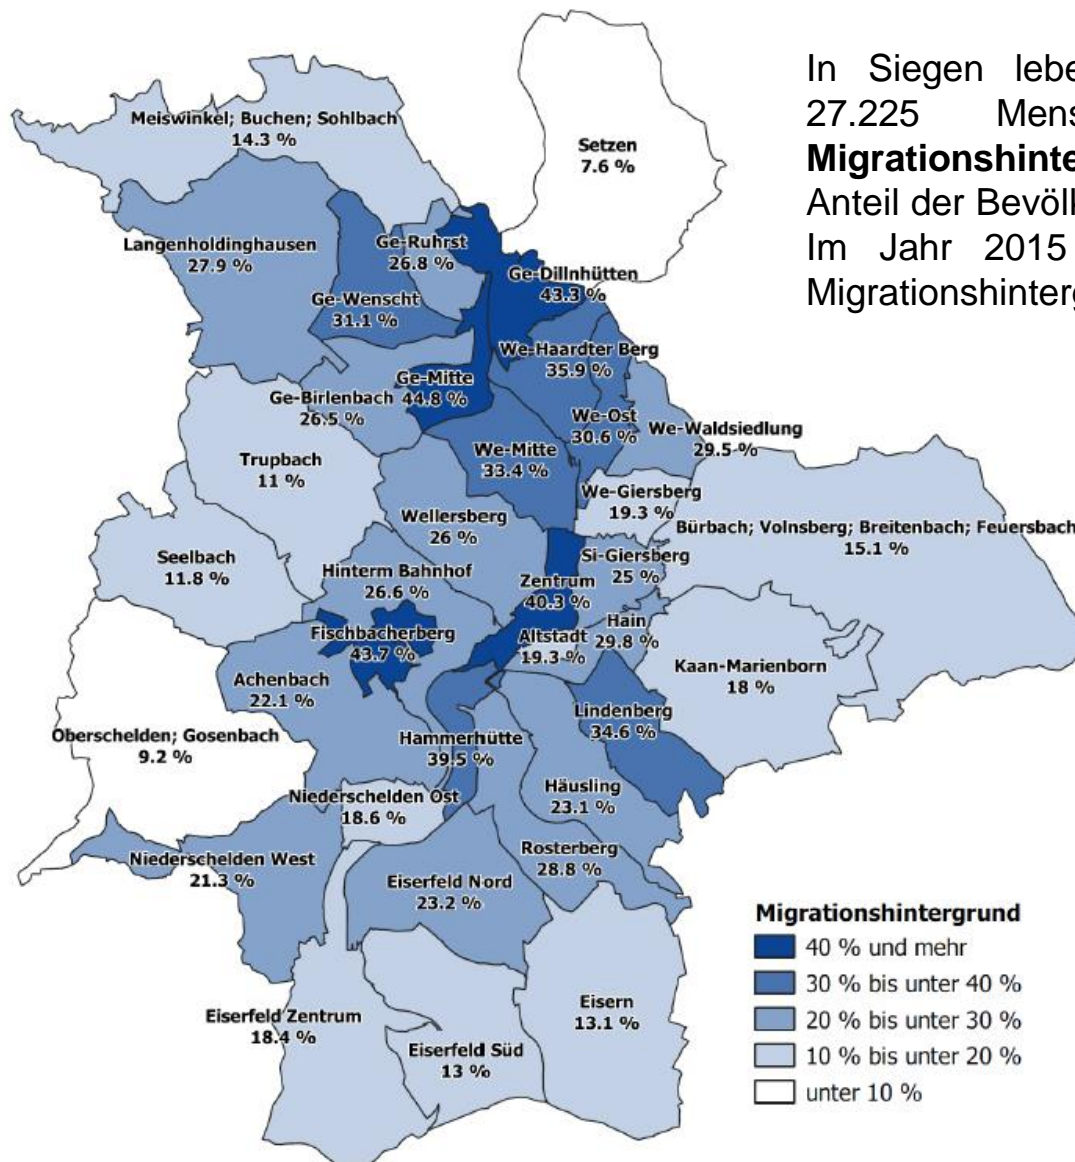 In Siegen lebe
27.225 Mens
Migrationshinte
Anteil der Bevölk
Im Jahr 2015
Migrationshinterg
Meiswinkel; Buchen; Sohlbach
14.3 %
Setzen
7.6 %
Langenholdinghausen
27.9 %
Ge-Ruhrst
26.8 %
Ge-Dillnhütten
43.3 %
Ge-Wenscht
31.1 %
We-Haardter Berg
35.9 %
Ge-Mitte
44.8 %
Ge-Birlenbach
26.5 %
We-Ost
30.6 %
We-Waldsiedlung
29.5 %
Trupbach
11 %
We-Mitte
33.4 %
We-Giersberg
19.3 %
Wellersberg
26 %
Bürbach; Volnsberg; Breitenbach; Feuersbach
15.1 %
Seelbach
11.8 %
Hinterm Bahnhof
26.6 %
Si-Giersberg
25 %
Zentrum
40.3 %
Fischbacherberg
43.7 %
Altstadt
19.3 %
Hain
29.8 %
Kaan-Marienborn
18 %
Achenbach
22.1 %
Lindenberg
34.6 %
Oberschelden; Gosenbach
9.2 %
Hammerhütte
39.5 %
Häusling
23.1 %
Niederschelden Ost
18.6 %
Rosterberg
28.8 %
Niederschelden West
21.3 %
Eiserfeld Nord
23.2 %
Eiserfeld Zentrum
18.4 %
Eisern
13.1 %
Eiserfeld Süd
13 %
Migrationshintergrund
40 % und mehr
30 % bis unter 40 %
20 % bis unter 30 %
10 % bis unter 20 %
unter 10 %